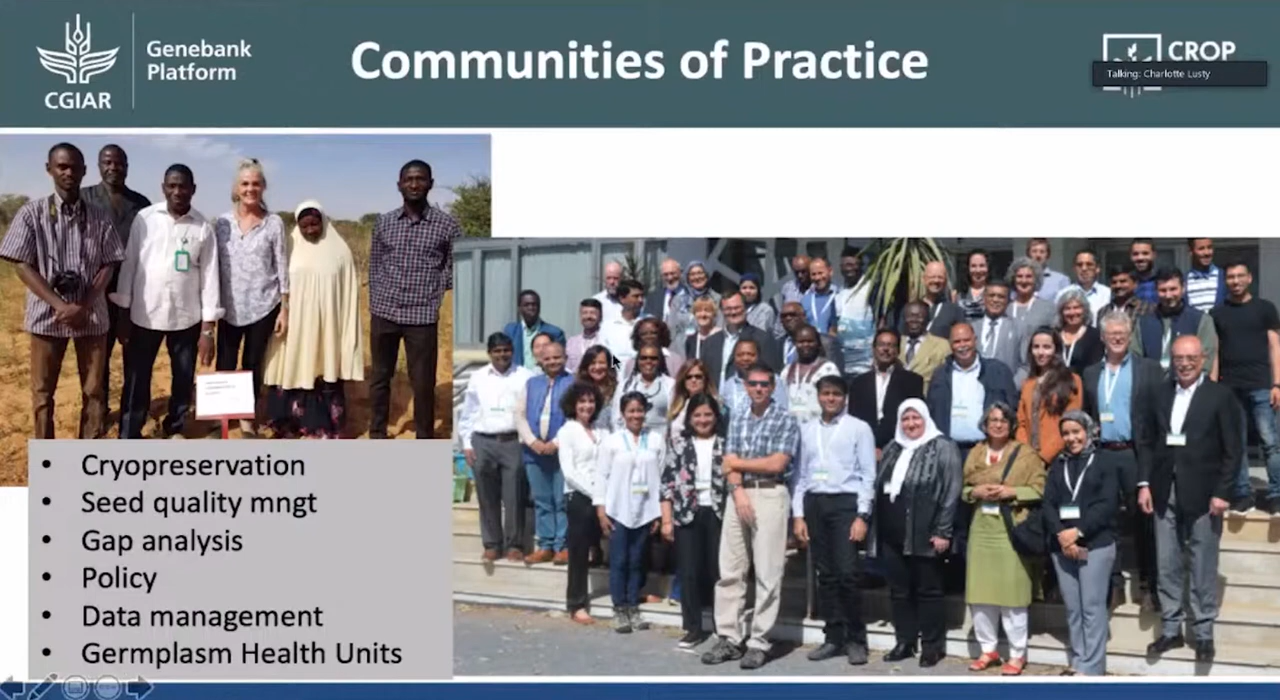 CGIAR
Genebank
Platform
Communities of Practice
CROP
Talking: Charlotte Lusty
• Cryopreservation
• Seed quality mngt
• Gap analysis
• Policy
• Data management
• Germplasm Health Units